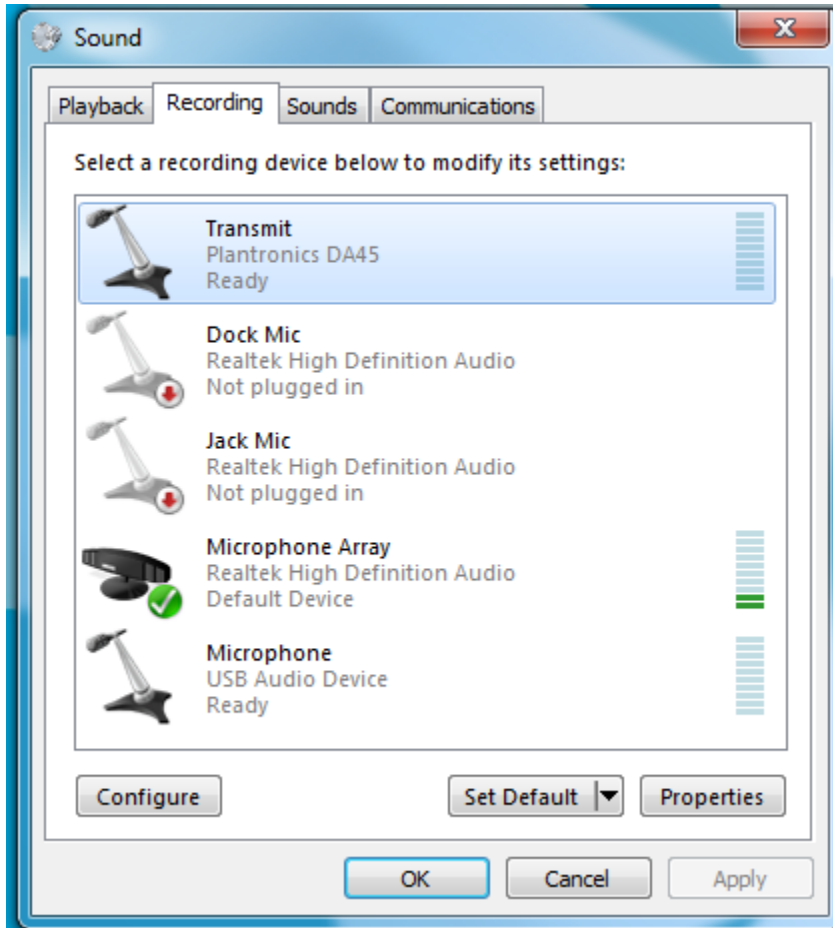 Sound
Playback Recording Sounds Communications
Select a recording device below to modify its settings:
Transmit
Plantronics DA45
Ready
Dock Mic
Realtek High Definition Audio
Not plugged in
Jack Mic
Realtek High Definition Audio
Not plugged in
Microphone Array
Realtek High Definition Audio
Default Device
Microphone
USB Audio Device
Ready
Configure Set Default Properties
OK Cancel Apply